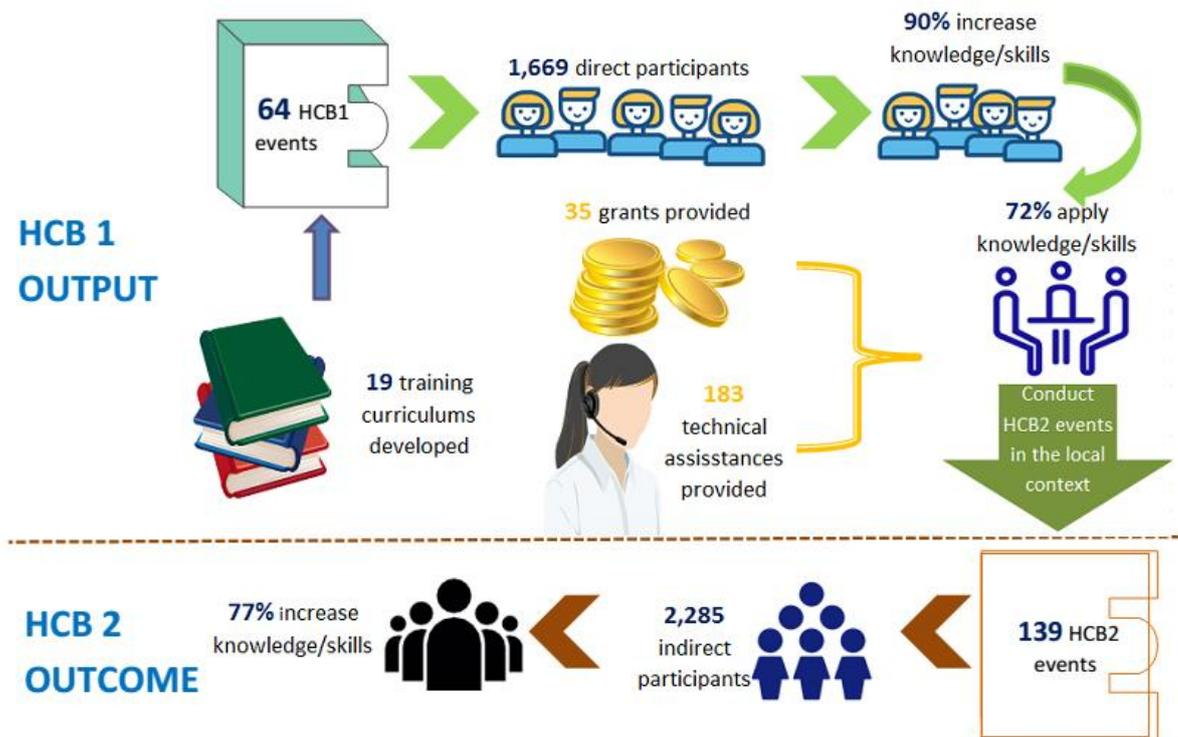 HCB 1
OUTPUT
64 HCB1
events
1,669 direct participants
90% increase
knowledge/skills
72% apply
knowledge/skills
35 grants provided
19 training
curriculums
developed
183
technical
assisstances
provided
Conduct
HCB2 events
in the local
context
HCB 2
OUTCOME
139 HCB2
events
2,285
indirect
participants
77% increase
knowledge/skills